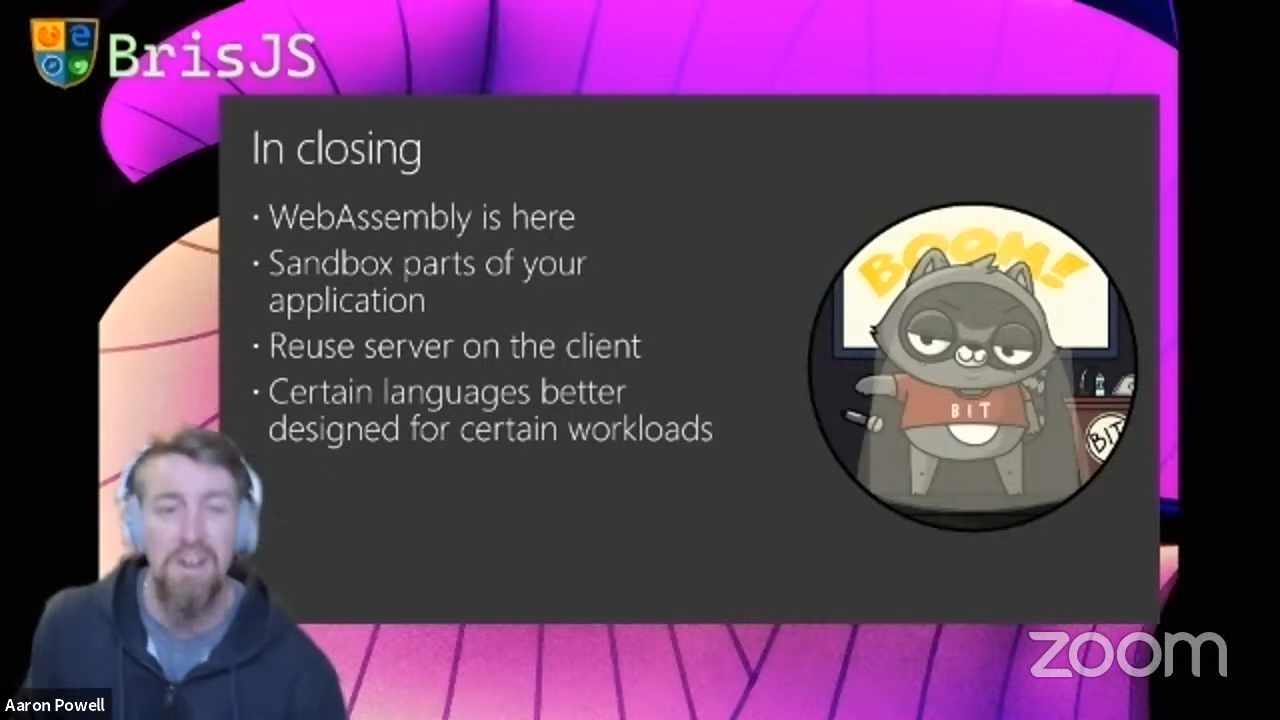 BrisJS
In closing
· WebAssembly is here
· Sandbox parts of your
application
· Reuse server on the client
· Certain languages better
designed for certain workloads
BOOM!
BIT
BIT
Aaron Powell
zoom